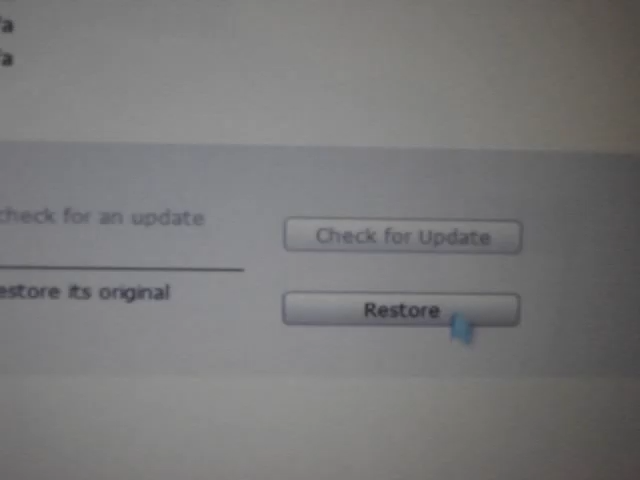 /a
/a
check for an update
Check for Update
estore its original
Restore